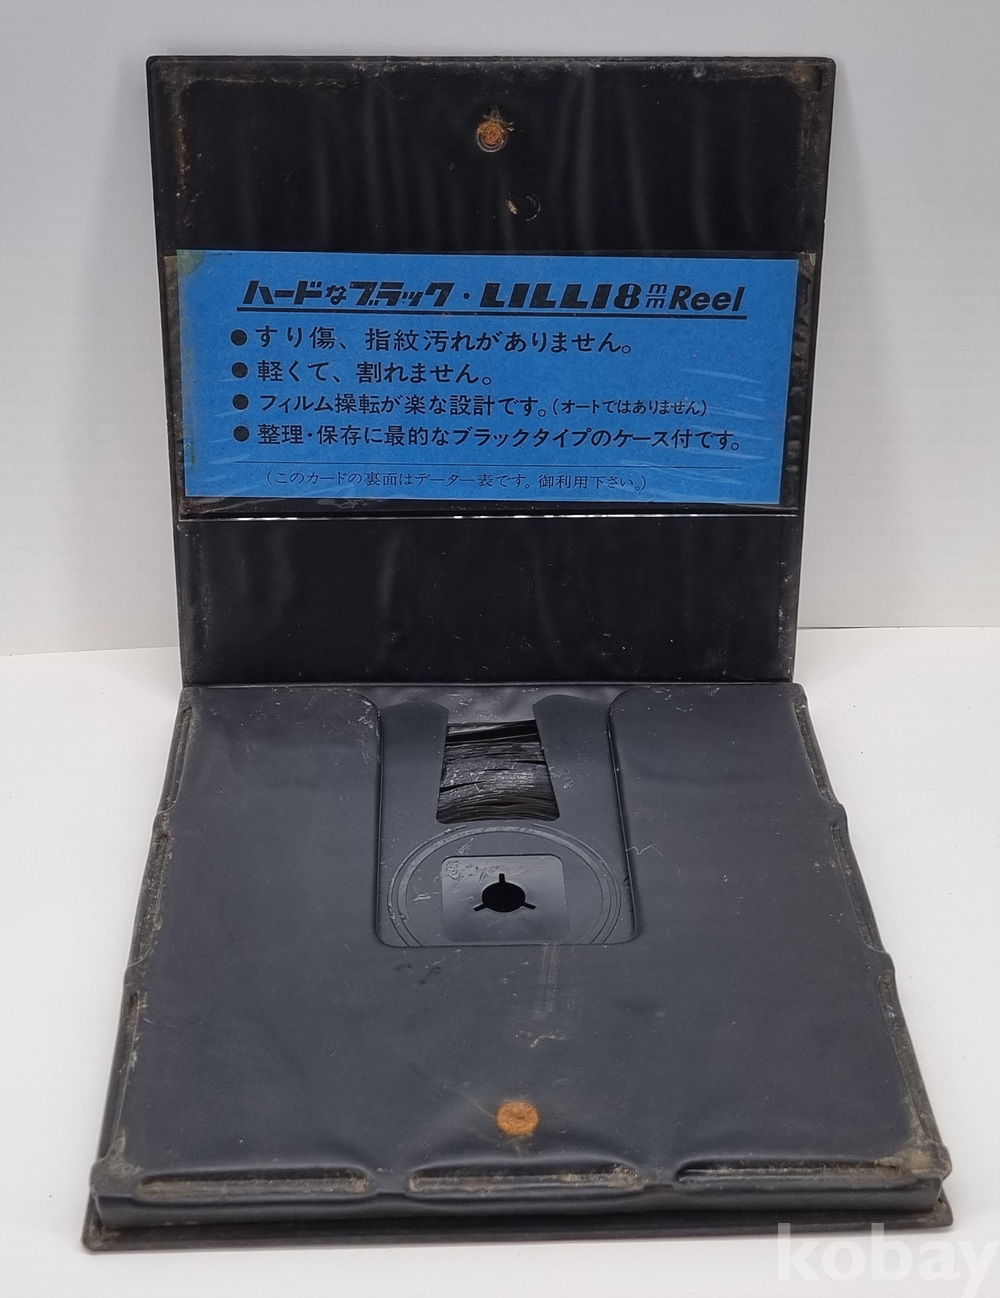 ハードなブラック・LILLI8mm Reel
●すり傷、指紋汚れがありません。
●軽くて、割れません。
●フィルム操転が楽な設計です。(オートではありません)
●整理・保存に最的なブラックタイプのケース付です。
(このカードの裏面はデーター表です。御利用下さい。)
kobay